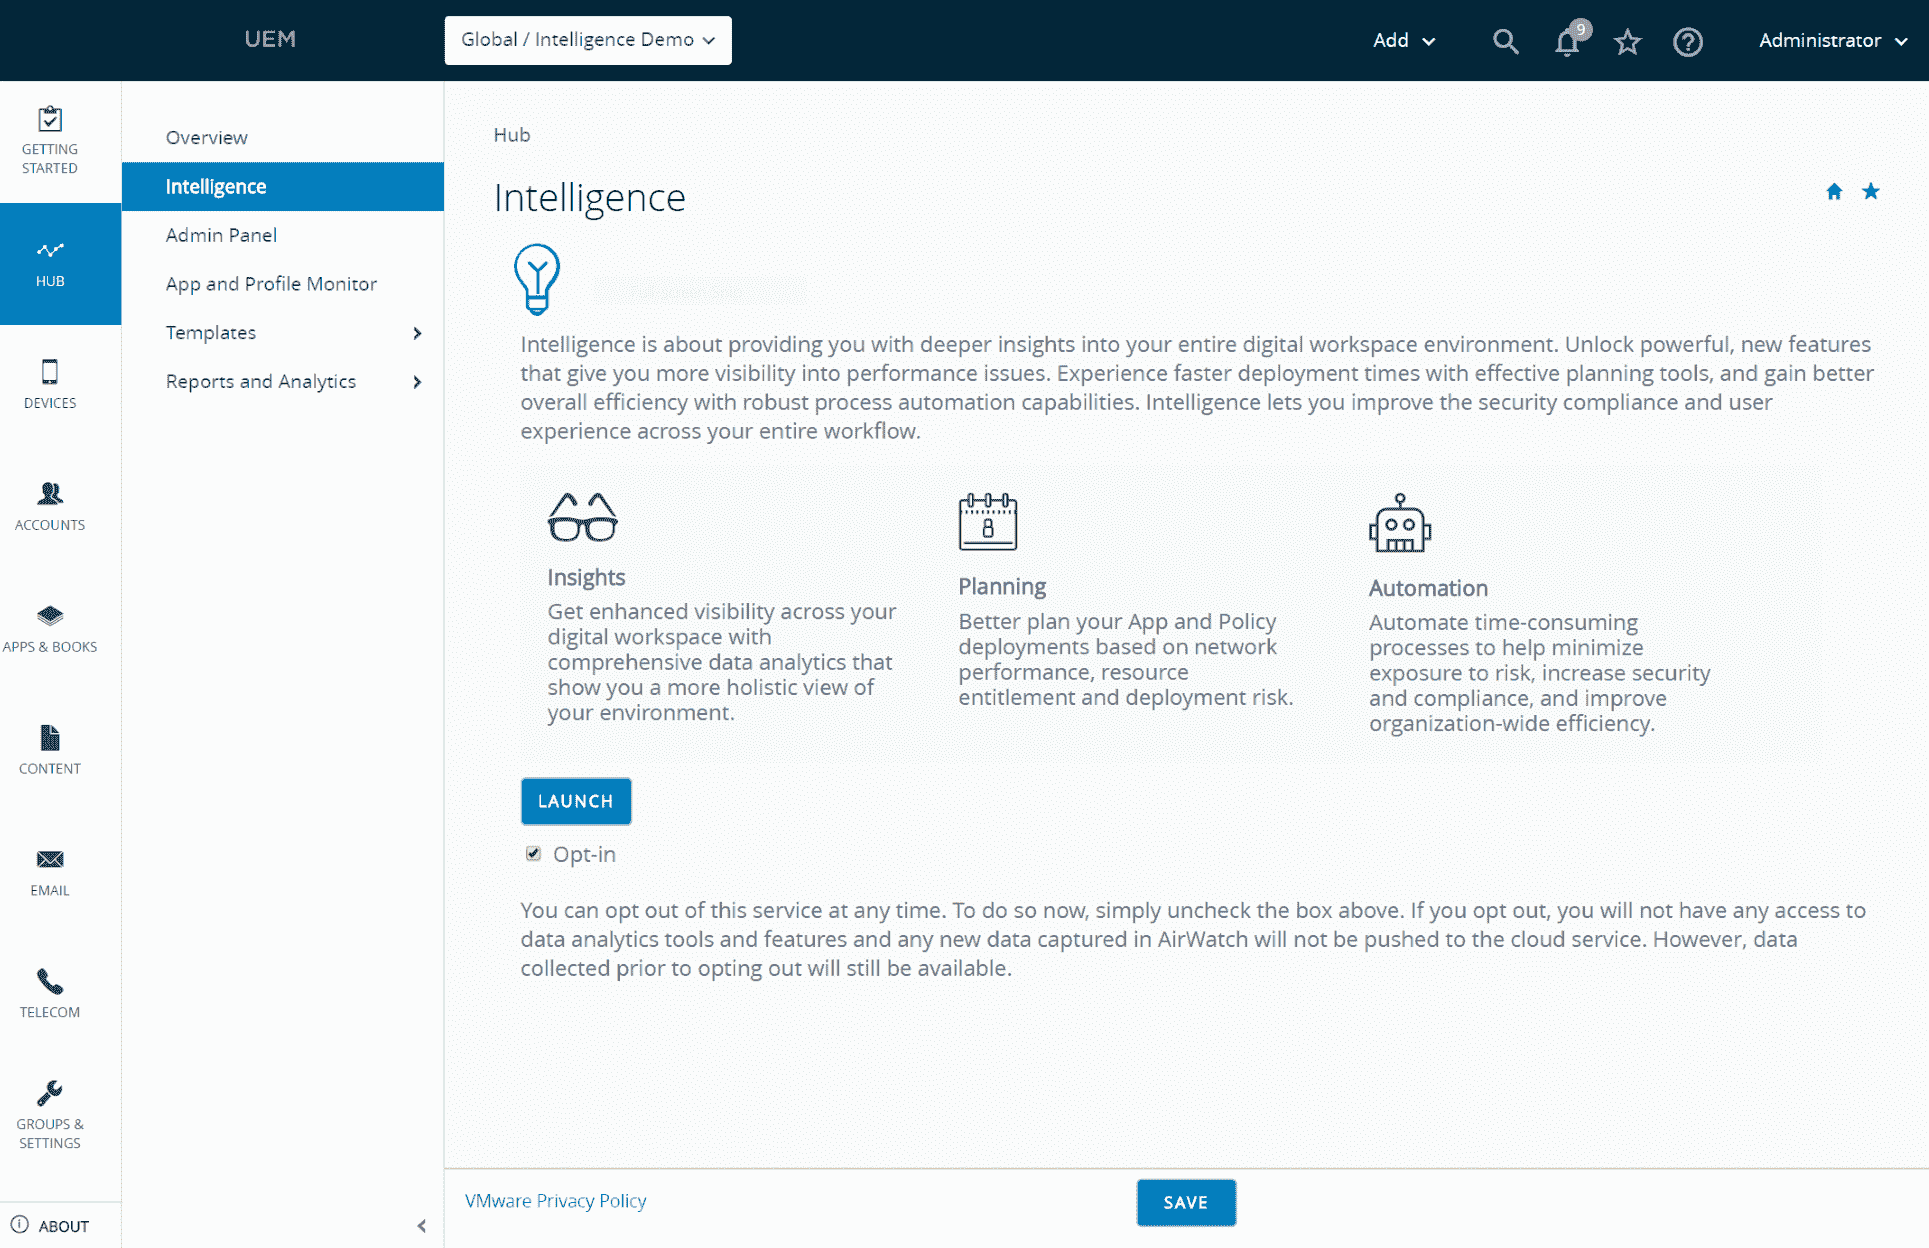 UEM
Global / Intelligence Demo
Add
9
Administrator
GETTING
STARTED
HUB
DEVICES
ACCOUNTS
APPS & BOOKS
CONTENT
EMAIL
TELECOM
GROUPS &
SETTINGS
ABOUT
Overview
Intelligence
Admin Panel
App and Profile Monitor
Templates
Reports and Analytics
Hub
Intelligence
Intelligence is about providing you with deeper insights into your entire digital workspace environment. Unlock powerful, new features
that give you more visibility into performance issues. Experience faster deployment times with effective planning tools, and gain better
overall efficiency with robust process automation capabilities. Intelligence lets you improve the security compliance and user
experience across your entire workflow.
Insights
Get enhanced visibility across your
digital workspace with
comprehensive data analytics that
show you a more holistic view of
your environment.
8
Planning
Better plan your App and Policy
deployments based on network
performance, resource
entitlement and deployment risk.
Automation
Automate time-consuming
processes to help minimize
exposure to risk, increase security
and compliance, and improve
organization-wide efficiency.
LAUNCH
Opt-in
You can opt out of this service at any time. To do so now, simply uncheck the box above. If you opt out, you will not have any access to
data analytics tools and features and any new data captured in AirWatch will not be pushed to the cloud service. However, data
collected prior to opting out will still be available.
VMware Privacy Policy
SAVE